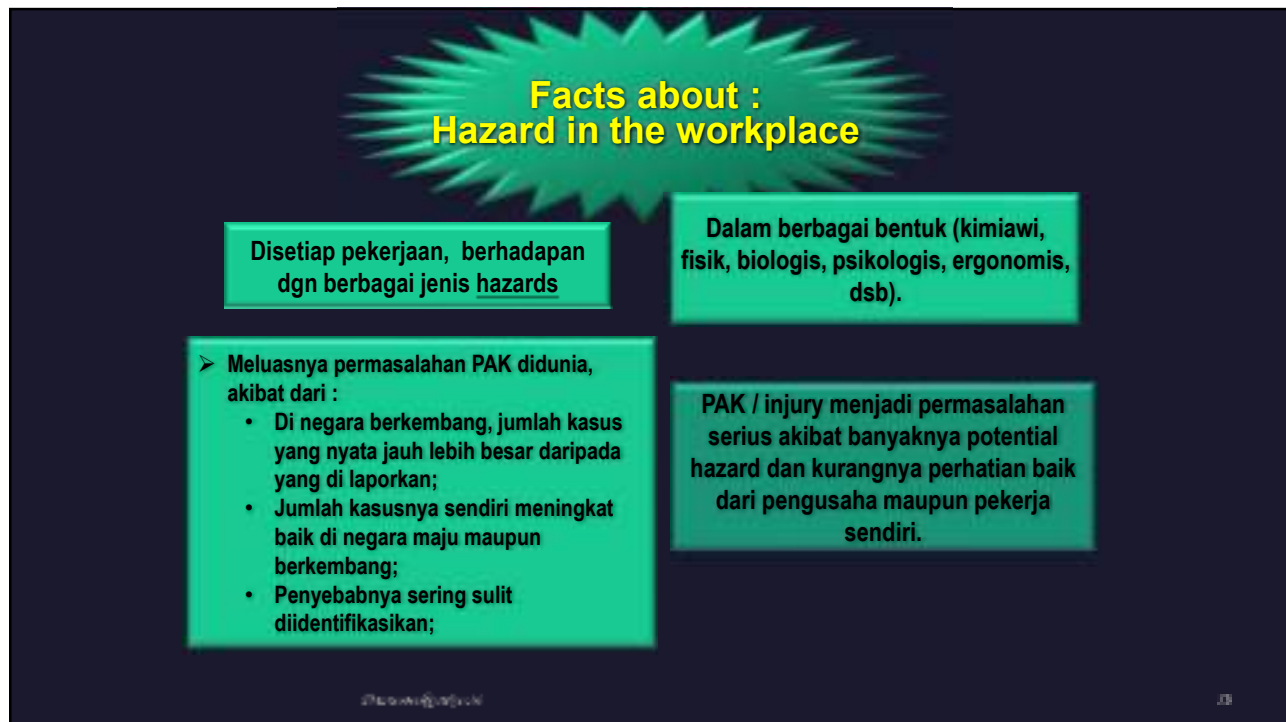 Facts about :
Hazard in the workplace
Disetiap pekerjaan, berhadapan
dgn berbagai jenis hazards
Dalam berbagai bentuk (kimiawi,
fisik, biologis, psikologis, ergonomis,
dsb).
➢ Meluasnya permasalahan PAK didunia,
akibat dari :
• Di negara berkembang, jumlah kasus
yang nyata jauh lebih besar daripada
yang di laporkan;
• Jumlah kasusnya sendiri meningkat
baik di negara maju maupun
berkembang;
• Penyebabnya sering sulit
diidentifikasikan;
PAK / injury menjadi permasalahan
serius akibat banyaknya potential
hazard dan kurangnya perhatian baik
dari pengusaha maupun pekerja
sendiri.